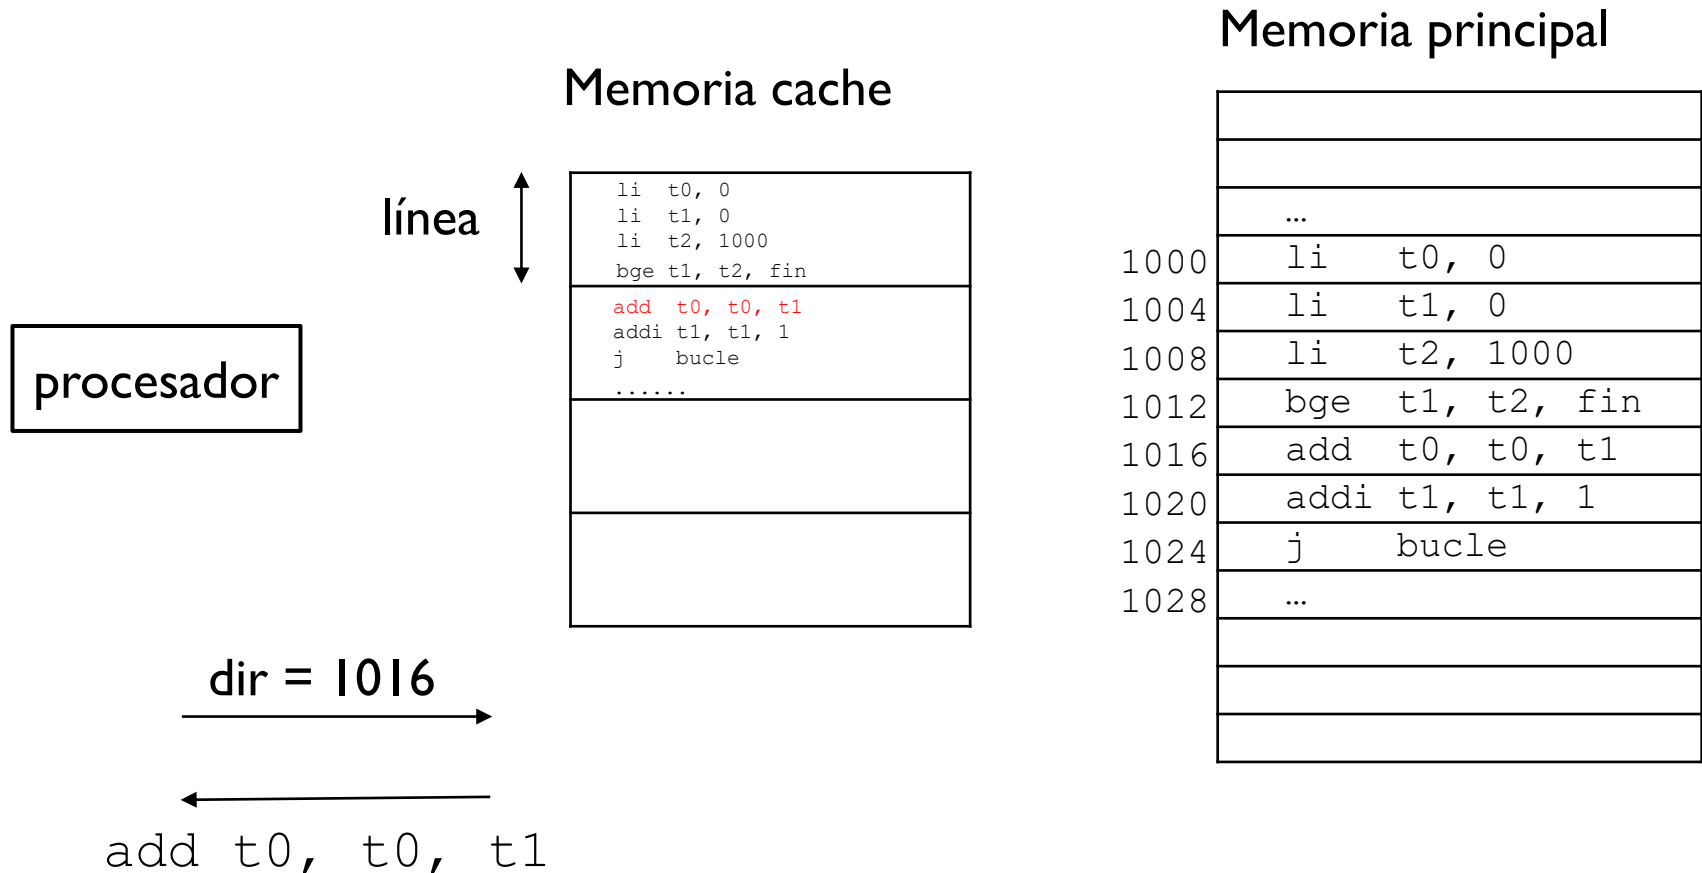 Memoria principal
Memoria cache
línea
li t0, 0
li t1, 0
li t2, 1000
bge t1, t2, fin
add t0, t0, t1
addi t1, t1, 1
j bucle
......
procesador
…
1000 li t0, 0
1004 li t1, 0
1008 li t2, 1000
1012 bge t1, t2, fin
1016 add t0, t0, t1
1020 addi t1, t1, 1
1024 j bucle
1028 …
dir = 1016
add t0, t0, t1